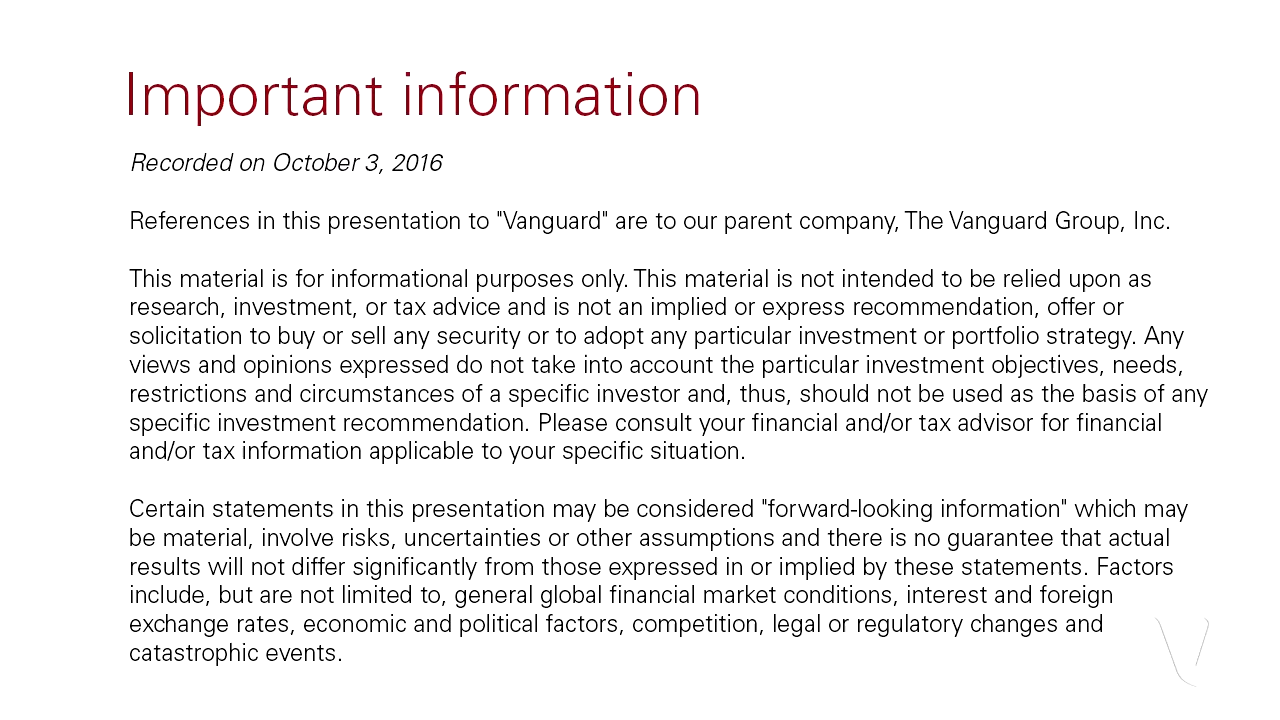 Important information
Recorded on October 3, 2016
References in this presentation to "Vanguard" are to our parent company, The Vanguard Group, Inc.
This material is for informational purposes only. This material is not intended to be relied upon as
research, investment, or tax advice and is not an implied or express recommendation, offer or
solicitation to buy or sell any security or to adopt any particular investment or portfolio strategy. Any
views and opinions expressed do not take into account the particular investment objectives, needs,
restrictions and circumstances of a specific investor and, thus, should not be used as the basis of any
specific investment recommendation. Please consult your financial and/or tax advisor for financial
and/or tax information applicable to your specific situation.
Certain statements in this presentation may be considered "forward-looking information" which may
be material, involve risks, uncertainties or other assumptions and there is no guarantee that actual
results will not differ significantly from those expressed in or implied by these statements. Factors
include, but are not limited to, general global financial market conditions, interest and foreign
exchange rates, economic and political factors, competition, legal or regulatory changes and
catastrophic events.